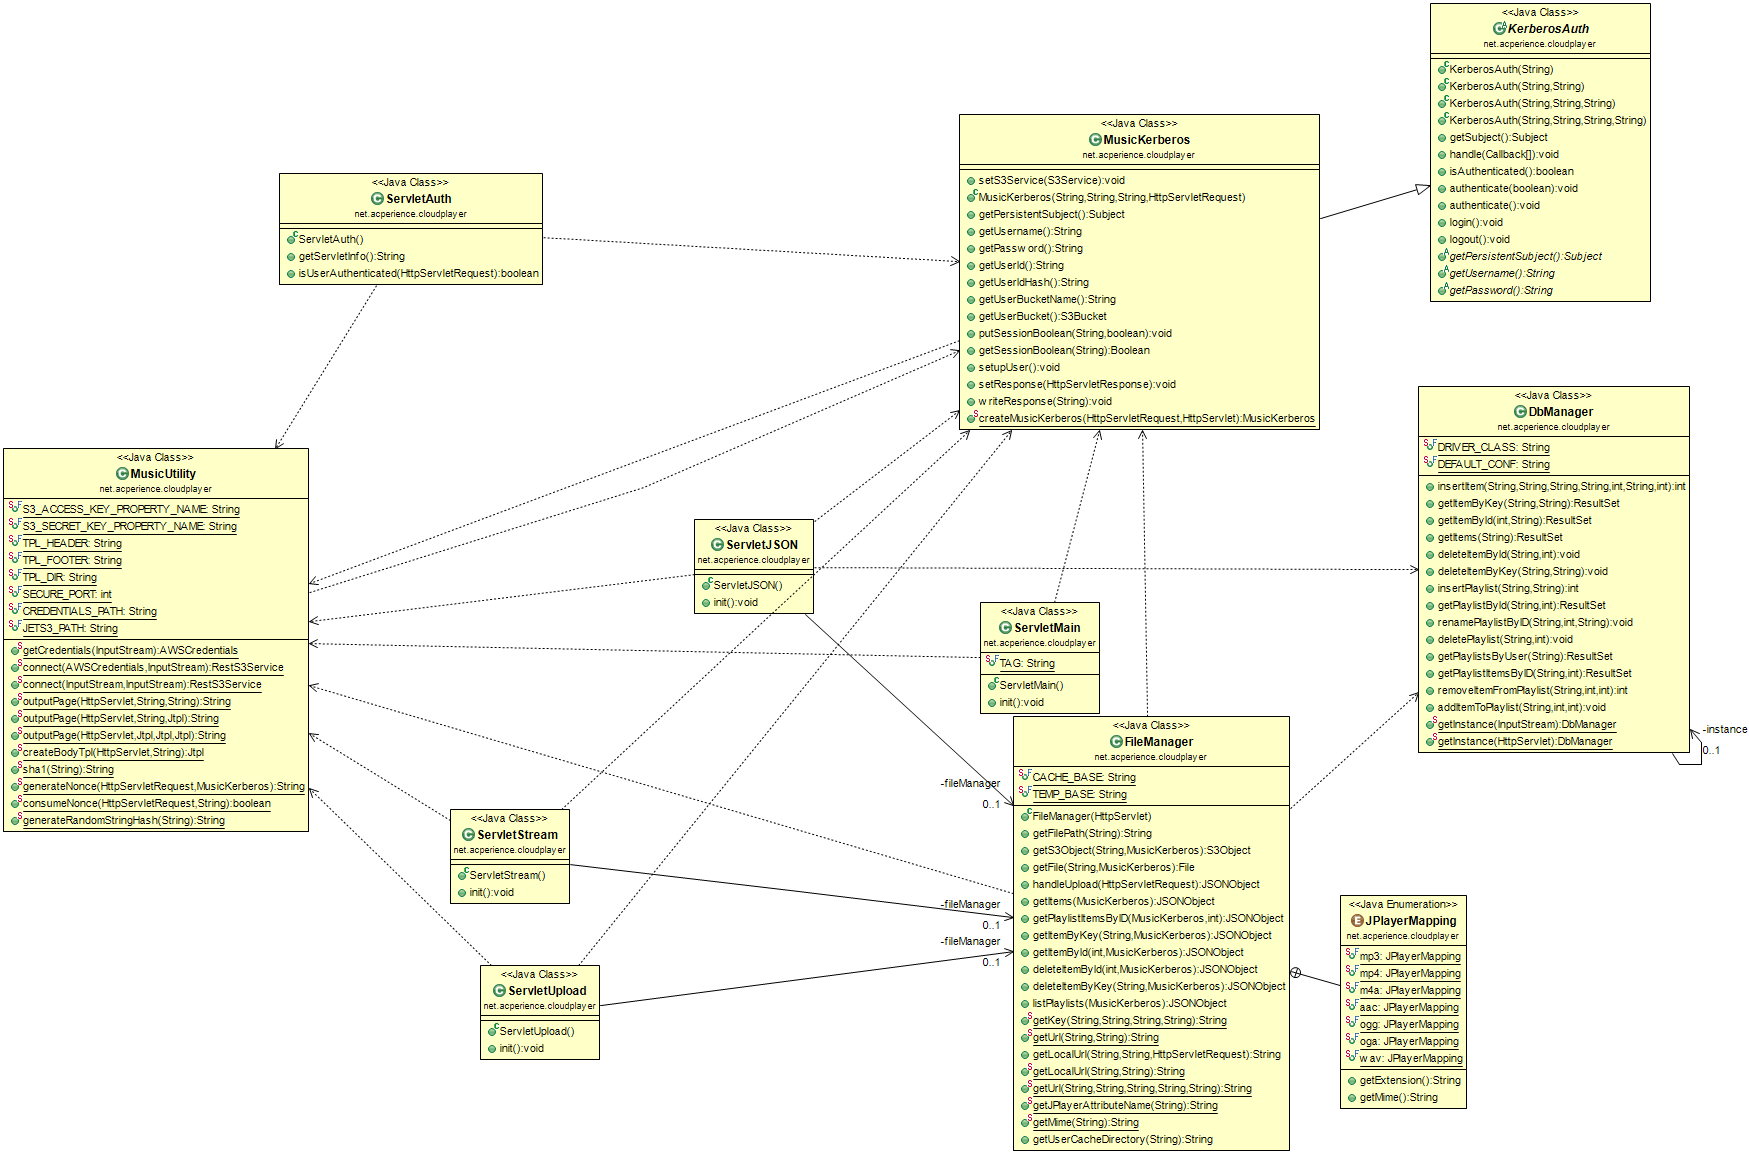 <<Java Class>>
KerberosAuth
net.acperience.cloudplayer
KerberosAuth(String)
KerberosAuth(String,String)
KerberosAuth(String,String,String)
KerberosAuth(String,String,String,String)
getSubject():Subject
handle(Callback[]):void
isAuthenticated():boolean
authenticate(boolean):void
authenticate():void
login():void
logout():void
getPersistentSubject():Subject
getUsername():String
getPassword():String
<<Java Class>>
MusicKerberos
net.acperience.cloudplayer
setS3Service(S3Service):void
MusicKerberos(String,String,String,HttpServletRequest)
getPersistentSubject():Subject
getUsername():String
getPassword():String
getUserId():String
getUserIdHash():String
getUserBucketName():String
getUserBucket():S3Bucket
putSessionBoolean(String,boolean):void
getSessionBoolean(String):Boolean
setupUser():void
setResponse(HttpServletResponse):void
writeResponse(String):void
createMusicKerberos(HttpServletRequest,HttpServlet):MusicKerberos
<<Java Class>>
ServletAuth
net.acperience.cloudplayer
ServletAuth()
getServletInfo():String
isUserAuthenticated(HttpServletRequest):boolean
<<Java Class>>
DbManager
net.acperience.cloudplayer
DRIVER_CLASS: String
DEFAULT_CONF: String
insertItem(String,String,String,String,int,String,int):int
getItemByKey(String,String):ResultSet
getItemById(int,String):ResultSet
getItems(String):ResultSet
deleteItemById(String,int):void
deleteItemByKey(String,String):void
insertPlaylist(String,String):int
getPlaylistById(String,int):ResultSet
renamePlaylistByID(String,int,String):void
deletePlaylist(String,int):void
getPlaylistsByUser(String):ResultSet
getPlaylistItemsByID(String,int):ResultSet
removeItemFromPlaylist(String,int,int):int
addItemToPlaylist(String,int,int):void
getInstance(InputStream):DbManager
getInstance(HttpServlet):DbManager
-instance
0..1
<<Java Class>>
MusicUtility
net.acperience.cloudplayer
S3_ACCESS_KEY_PROPERTY_NAME: String
S3_SECRET_KEY_PROPERTY_NAME: String
TPL_HEADER: String
TPL_FOOTER: String
TPL_DIR: String
SECURE_PORT: int
CREDENTIALS_PATH: String
JETS3_PATH: String
getCredentials(InputStream):AWSCredentials
connect(AWSCredentials,InputStream):RestS3Service
connect(InputStream,InputStream):RestS3Service
outputPage(HttpServlet,String,String):String
outputPage(HttpServlet,String,Jtpl):String
outputPage(HttpServlet,Jtpl,Jtpl,Jtpl):String
createBodyTpl(HttpServlet,String):Jtpl
sha1(String):String
generateNonce(HttpServletRequest,MusicKerberos):String
consumeNonce(HttpServletRequest,String):boolean
generateRandomStringHash(String):String
<<Java Class>>
ServletJSON
net.acperience.cloudplayer
ServletJSON()
init():void
<<Java Class>>
ServletMain
net.acperience.cloudplayer
TAG: String
ServletMain()
init():void
<<Java Class>>
FileManager
net.acperience.cloudplayer
CACHE_BASE: String
TEMP_BASE: String
FileManager(HttpServlet)
getFilePath(String):String
getS3Object(String,MusicKerberos):S3Object
getFile(String,MusicKerberos):File
handleUpload(HttpServletRequest):JSONObject
getItems(MusicKerberos):JSONObject
getPlaylistItemsByID(MusicKerberos,int):JSONObject
getItemByKey(String,MusicKerberos):JSONObject
getItemById(int,MusicKerberos):JSONObject
deleteItemById(int,MusicKerberos):JSONObject
deleteItemByKey(String,MusicKerberos):JSONObject
listPlaylists(MusicKerberos):JSONObject
getKey(String,String,String,String):String
getUrl(String,String):String
getLocalUrl(String,String,HttpServletRequest):String
getLocalUrl(String,String):String
getUrl(String,String,String,String,String):String
getJPlayerAttributeName(String):String
getMime(String):String
getUserCacheDirectory(String):String
-fileManager
0..1
-fileManager
0..1
-fileManager
0..1
<<Java Class>>
ServletStream
net.acperience.cloudplayer
ServletStream()
init():void
<<Java Class>>
ServletUpload
net.acperience.cloudplayer
ServletUpload()
init():void
<<Java Enumeration>>
JPlayerMapping
net.acperience.cloudplayer
mp3: JPlayerMapping
mp4: JPlayerMapping
m4a: JPlayerMapping
aac: JPlayerMapping
ogg: JPlayerMapping
oga: JPlayerMapping
wav: JPlayerMapping
getExtension():String
getMime():String